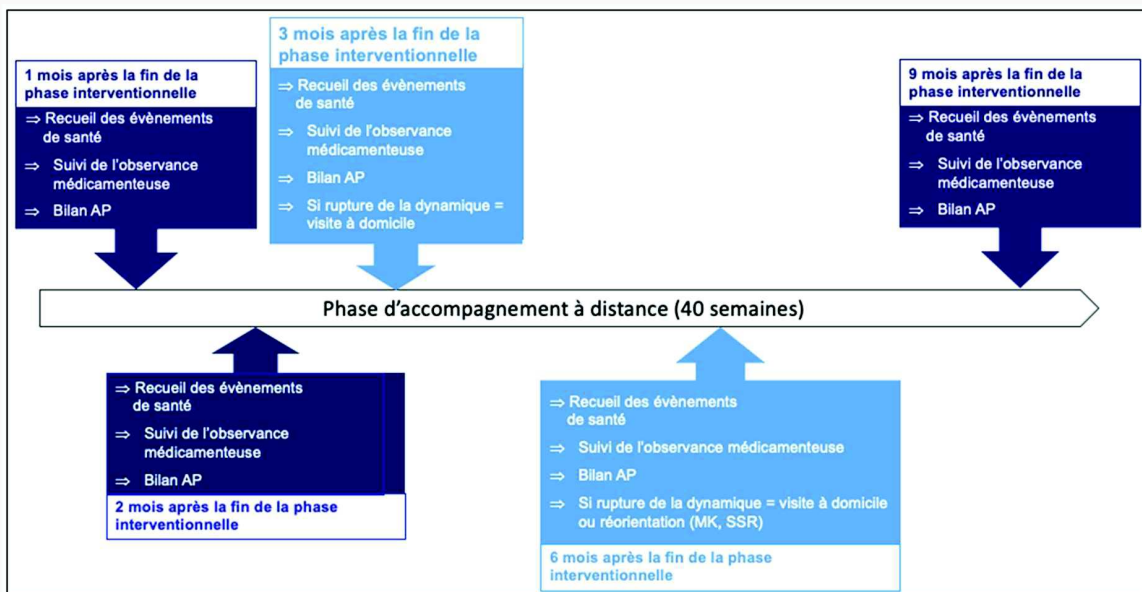 1 mois après la fin de la
phase interventionnelle
⇒ Recueil des évènements
de santé
⇒ Suivi de l'observance
médicamenteuse
⇒ Bilan AP
3 mois après la fin de la
phase interventionnelle
⇒ Recueil des évènements
de santé
⇒ Suivi de l'observance
médicamenteuse
⇒ Bilan AP
⇒ Si rupture de la dynamique =
visite à domicile
9 mois après la fin de la
phase interventionnelle
⇒ Recueil des évènements
de santé
⇒ Suivi de l'observance
médicamenteuse
⇒ Bilan AP
Phase d'accompagnement à distance (40 semaines)
⇒ Recueil des évènements
de santé
⇒ Suivi de l'observance
médicamenteuse
⇒ Bilan AP
2 mois après la fin de la phase
interventionnelle
⇒ Recueil des évènements
de santé
⇒ Suivi de l'observance médicamenteuse
⇒ Bilan AP
⇒ Si rupture de la dynamique = visite à domicile
ou réorientation (MK, SSR)
6 mois après la fin de la phase
interventionnelle